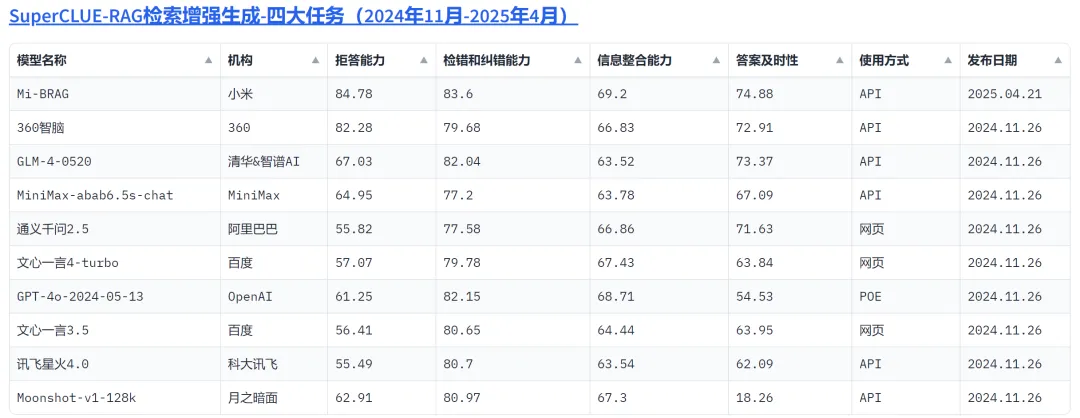 SuperCLUE-RAG检索增强生成-四大任务（2024年11月-2025年4月）
模型名称 机构 拒答能力 检错和纠错能力 信息整合能力 答案及时性 使用方式 发布日期
Mi-BRAG 小米 84.78 83.6 69.2 74.88 API 2025.04.21
360智脑 360 82.28 79.68 66.83 72.91 API 2024.11.26
GLM-4-0520 清华&智谱AI 67.03 82.04 63.52 73.37 API 2024.11.26
MiniMax-abab6.5s-chat MiniMax 64.95 77.2 63.78 67.09 API 2024.11.26
通义千问2.5 阿里巴巴 55.82 77.58 66.86 71.63 网页 2024.11.26
文心一言4-turbo 百度 57.07 79.78 67.43 63.84 网页 2024.11.26
GPT-4o-2024-05-13 OpenAI 61.25 82.15 68.71 54.53 POE 2024.11.26
文心一言3.5 百度 56.41 80.65 64.44 63.95 网页 2024.11.26
讯飞星火4.0 科大讯飞 55.49 80.7 63.54 62.09 API 2024.11.26
Moonshot-v1-128k 月之暗面 62.91 80.97 67.3 18.26 API 2024.11.26